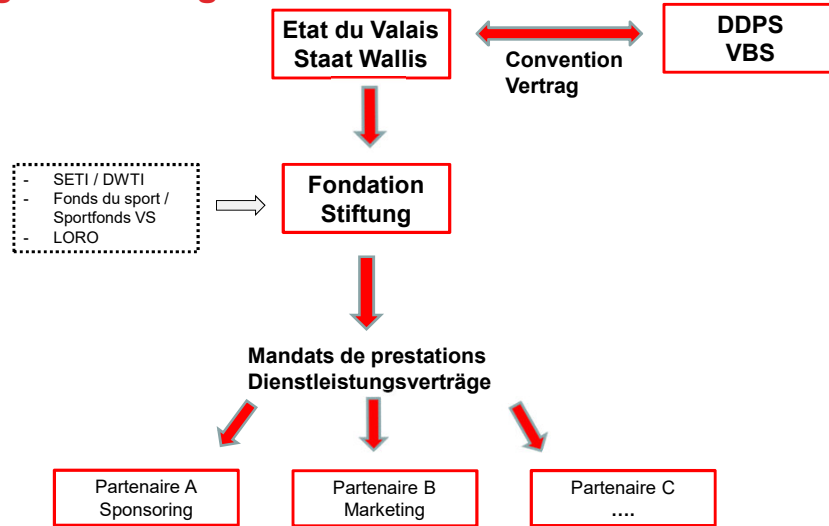 Etat du Valais
Staat Wallis
DDPS
VBS
Convention
Vertrag
- SETI / DWTI
- Fonds du sport /
Sportfonds VS
- LORO
Fondation
Stiftung
Mandats de prestations
Dienstleistungsverträge
Partenaire A
Sponsoring
Partenaire B
Marketing
Partenaire C
....